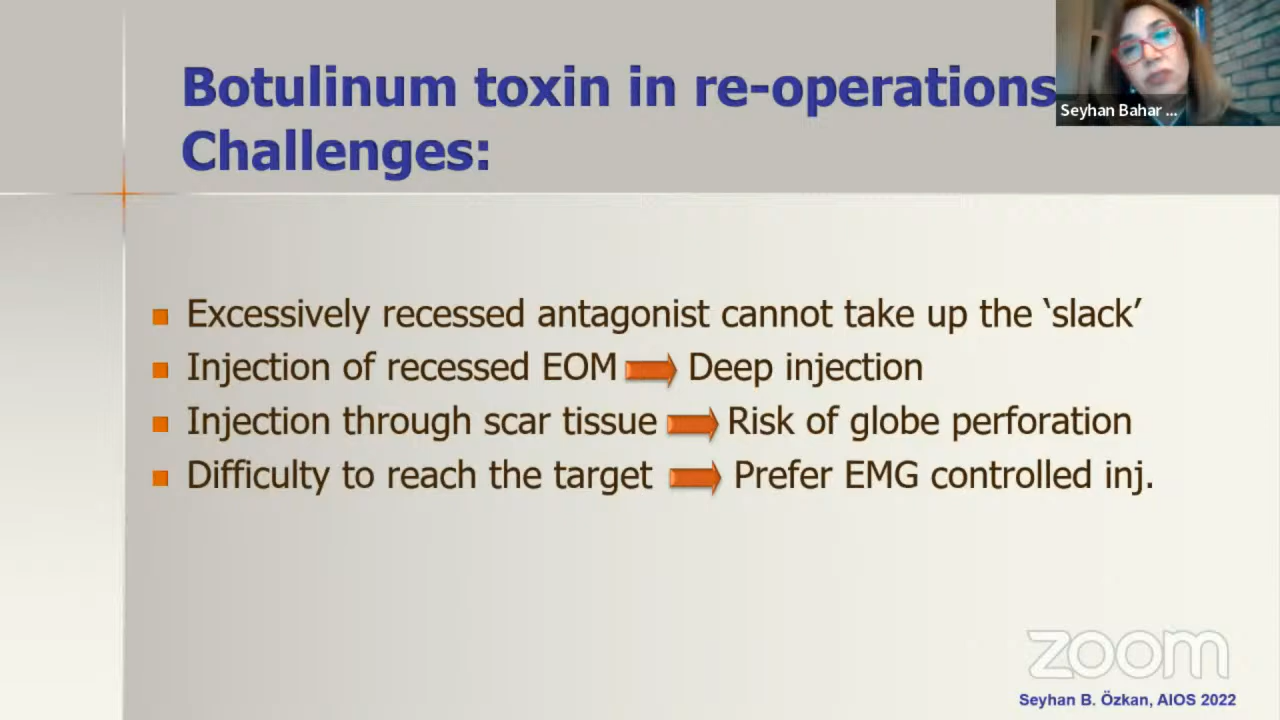 Botulinum toxin in re-operations
Challenges:
Seyhan Bahar ...
Excessively recessed antagonist cannot take up the ‘slack’
Injection of recessed EOM Deep injection
Injection through scar tissue Risk of globe perforation
Difficulty to reach the target Prefer EMG controlled inj.
zoom
Seyhan B. Özkan, AIOS 2022